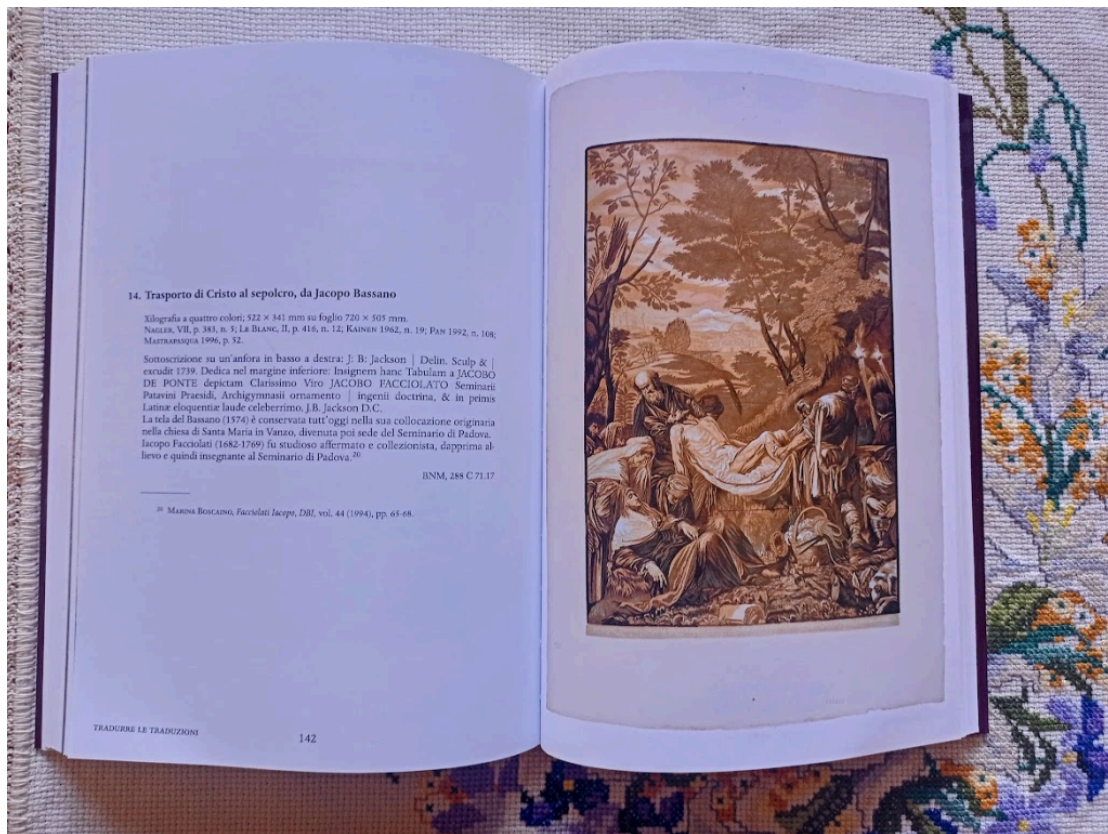 14. Trasporto di Cristo al sepolcro, da Jacopo Bassano
Xilografia a quattro colori; 522 × 341 mm su foglio 720 × 505 mm.
NAGLER, VII, p. 383, n. 5; LE BLANC, II, p. 416, n. 12; KAINEN 1962, n. 19; PAN 1992, n. 108;
MASTRAPASQUA 1996, p. 52.
Sottoscrizione su un'anfora in basso a destra: J: B: Jackson | Delin. Sculp & |
excudit 1739. Dedica nel margine inferiore: Insignem hanc Tabulam a JACOBO
DE PONTE depictam Clarissimo Viro JACOBO FACCIOLATO Seminarii
Patavini Praesidi, Archigymnasii ornamento | ingenii doctrina, & in primis
Latinæ eloquentiæ laude celeberrimo. J.B. Jackson D.C.
La tela del Bassano (1574) è conservata tutt'oggi nella sua collocazione originaria
nella chiesa di Santa Maria in Vanzo, divenuta poi sede del Seminario di Padova.
Iacopo Facciolati (1682-1769) fu studioso affermato e collezionista, dapprima al-
lievo e quindi insegnante al Seminario di Padova.20
BNM, 288 C 71.17
20 MARINA BOSCAINO, Facciolati Iacopo, DBI, vol. 44 (1994), pp. 65-68.
TRADURRE LE TRADUZIONI
142